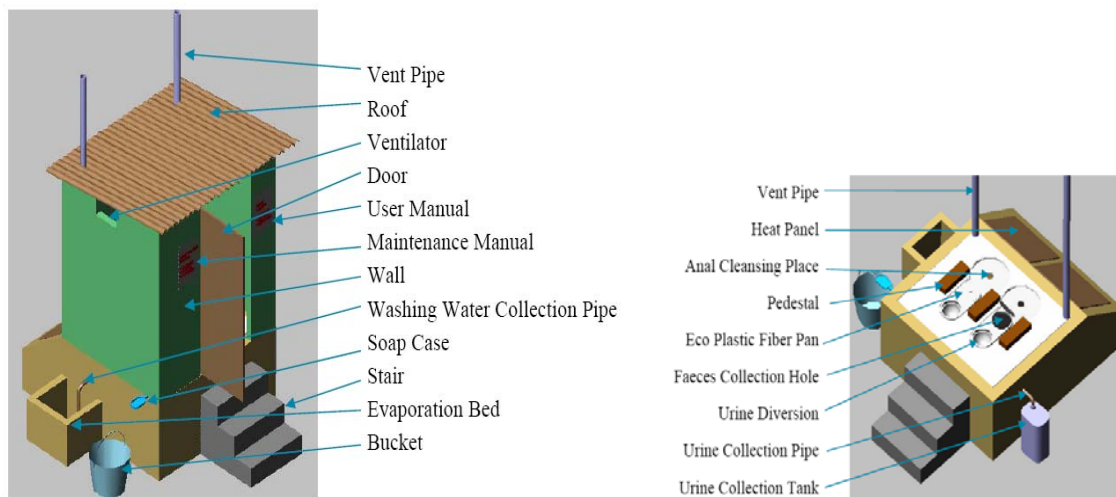 Vent Pipe
Roof
Ventilator
Door
User Manual
Maintenance Manual
Wall
Washing Water Collection Pipe
Soap Case
Stair
Evaporation Bed
Bucket
Vent Pipe
Heat Panel
Anal Cleansing Place
Pedestal
Eco Plastic Fiber Pan
Faeces Collection Hole
Urine Diversion
Urine Collection Pipe
Urine Collection Tank